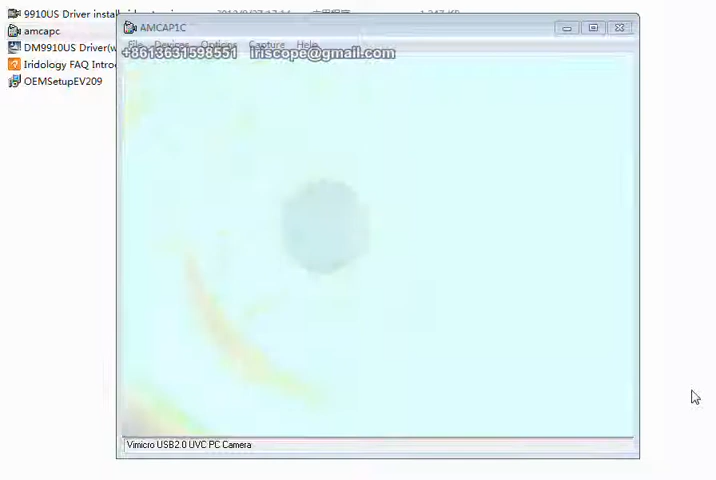 9910US Driver
amcapc
DM9910US Driver(w
Iridology FAQ Intro
OEMSetupEV209
AMCAP1C
File Devices Options Capture Help
+8613631598551 Iriscope@gmail.com
Vimicro USB2.0 UVC PC Camera